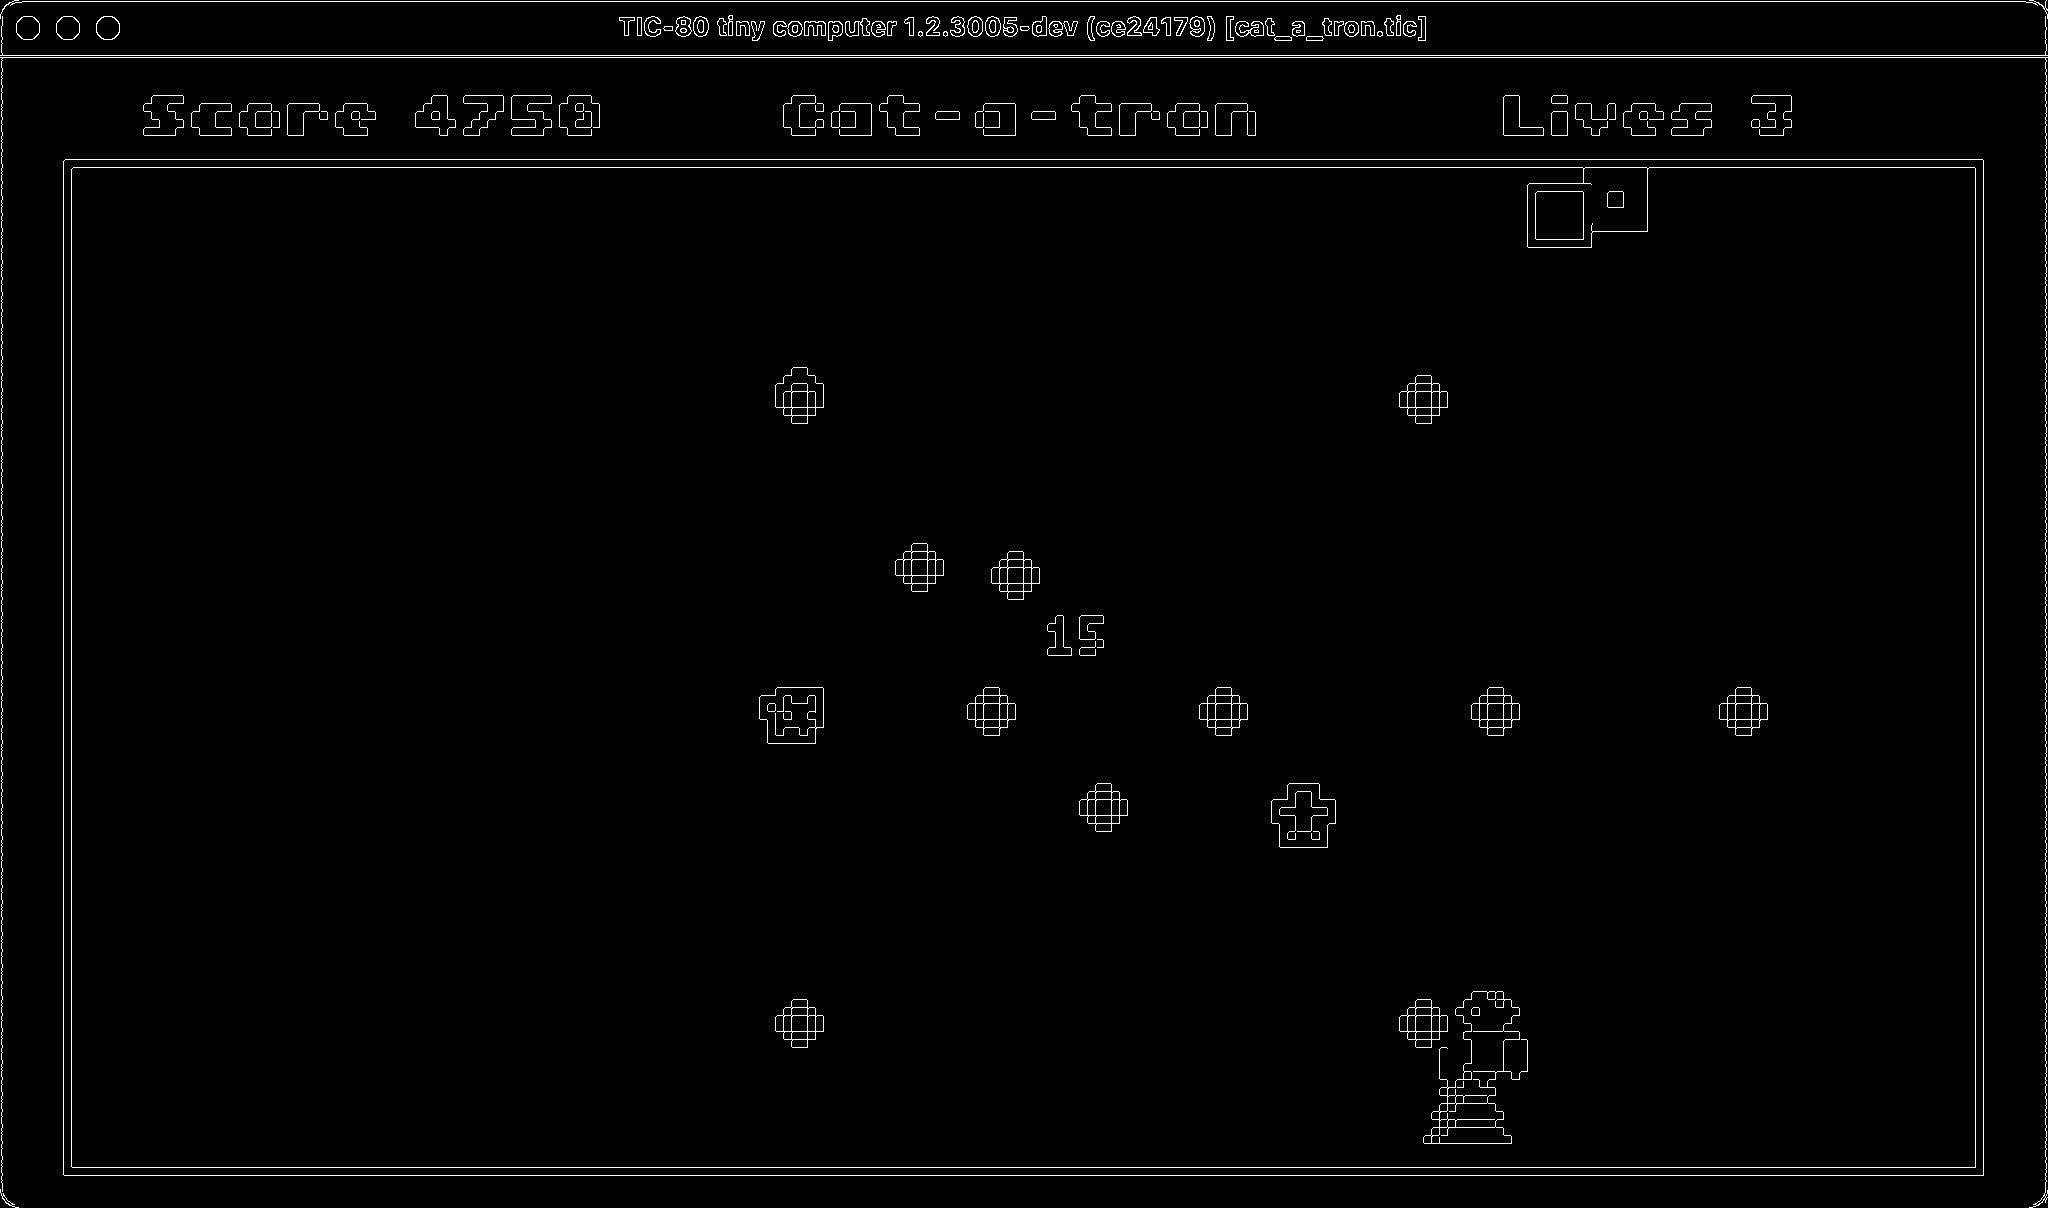 TIC-80 tiny computer 1.2.3005-dev (ce24179) [cat_a_tron.tic]
Score 4750 Cat-a-tron Lives 3
15